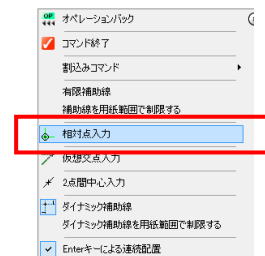 OP
オペレーションパック
コマンド終了
割込みコマンド
有限補助線
補助線を用紙範囲で制限する
相対点入力
仮想交点入力
2点間中心入力
ダイナミック補助線
ダイナミック補助線を用紙範囲で制限する
Enterキーによる連続配置